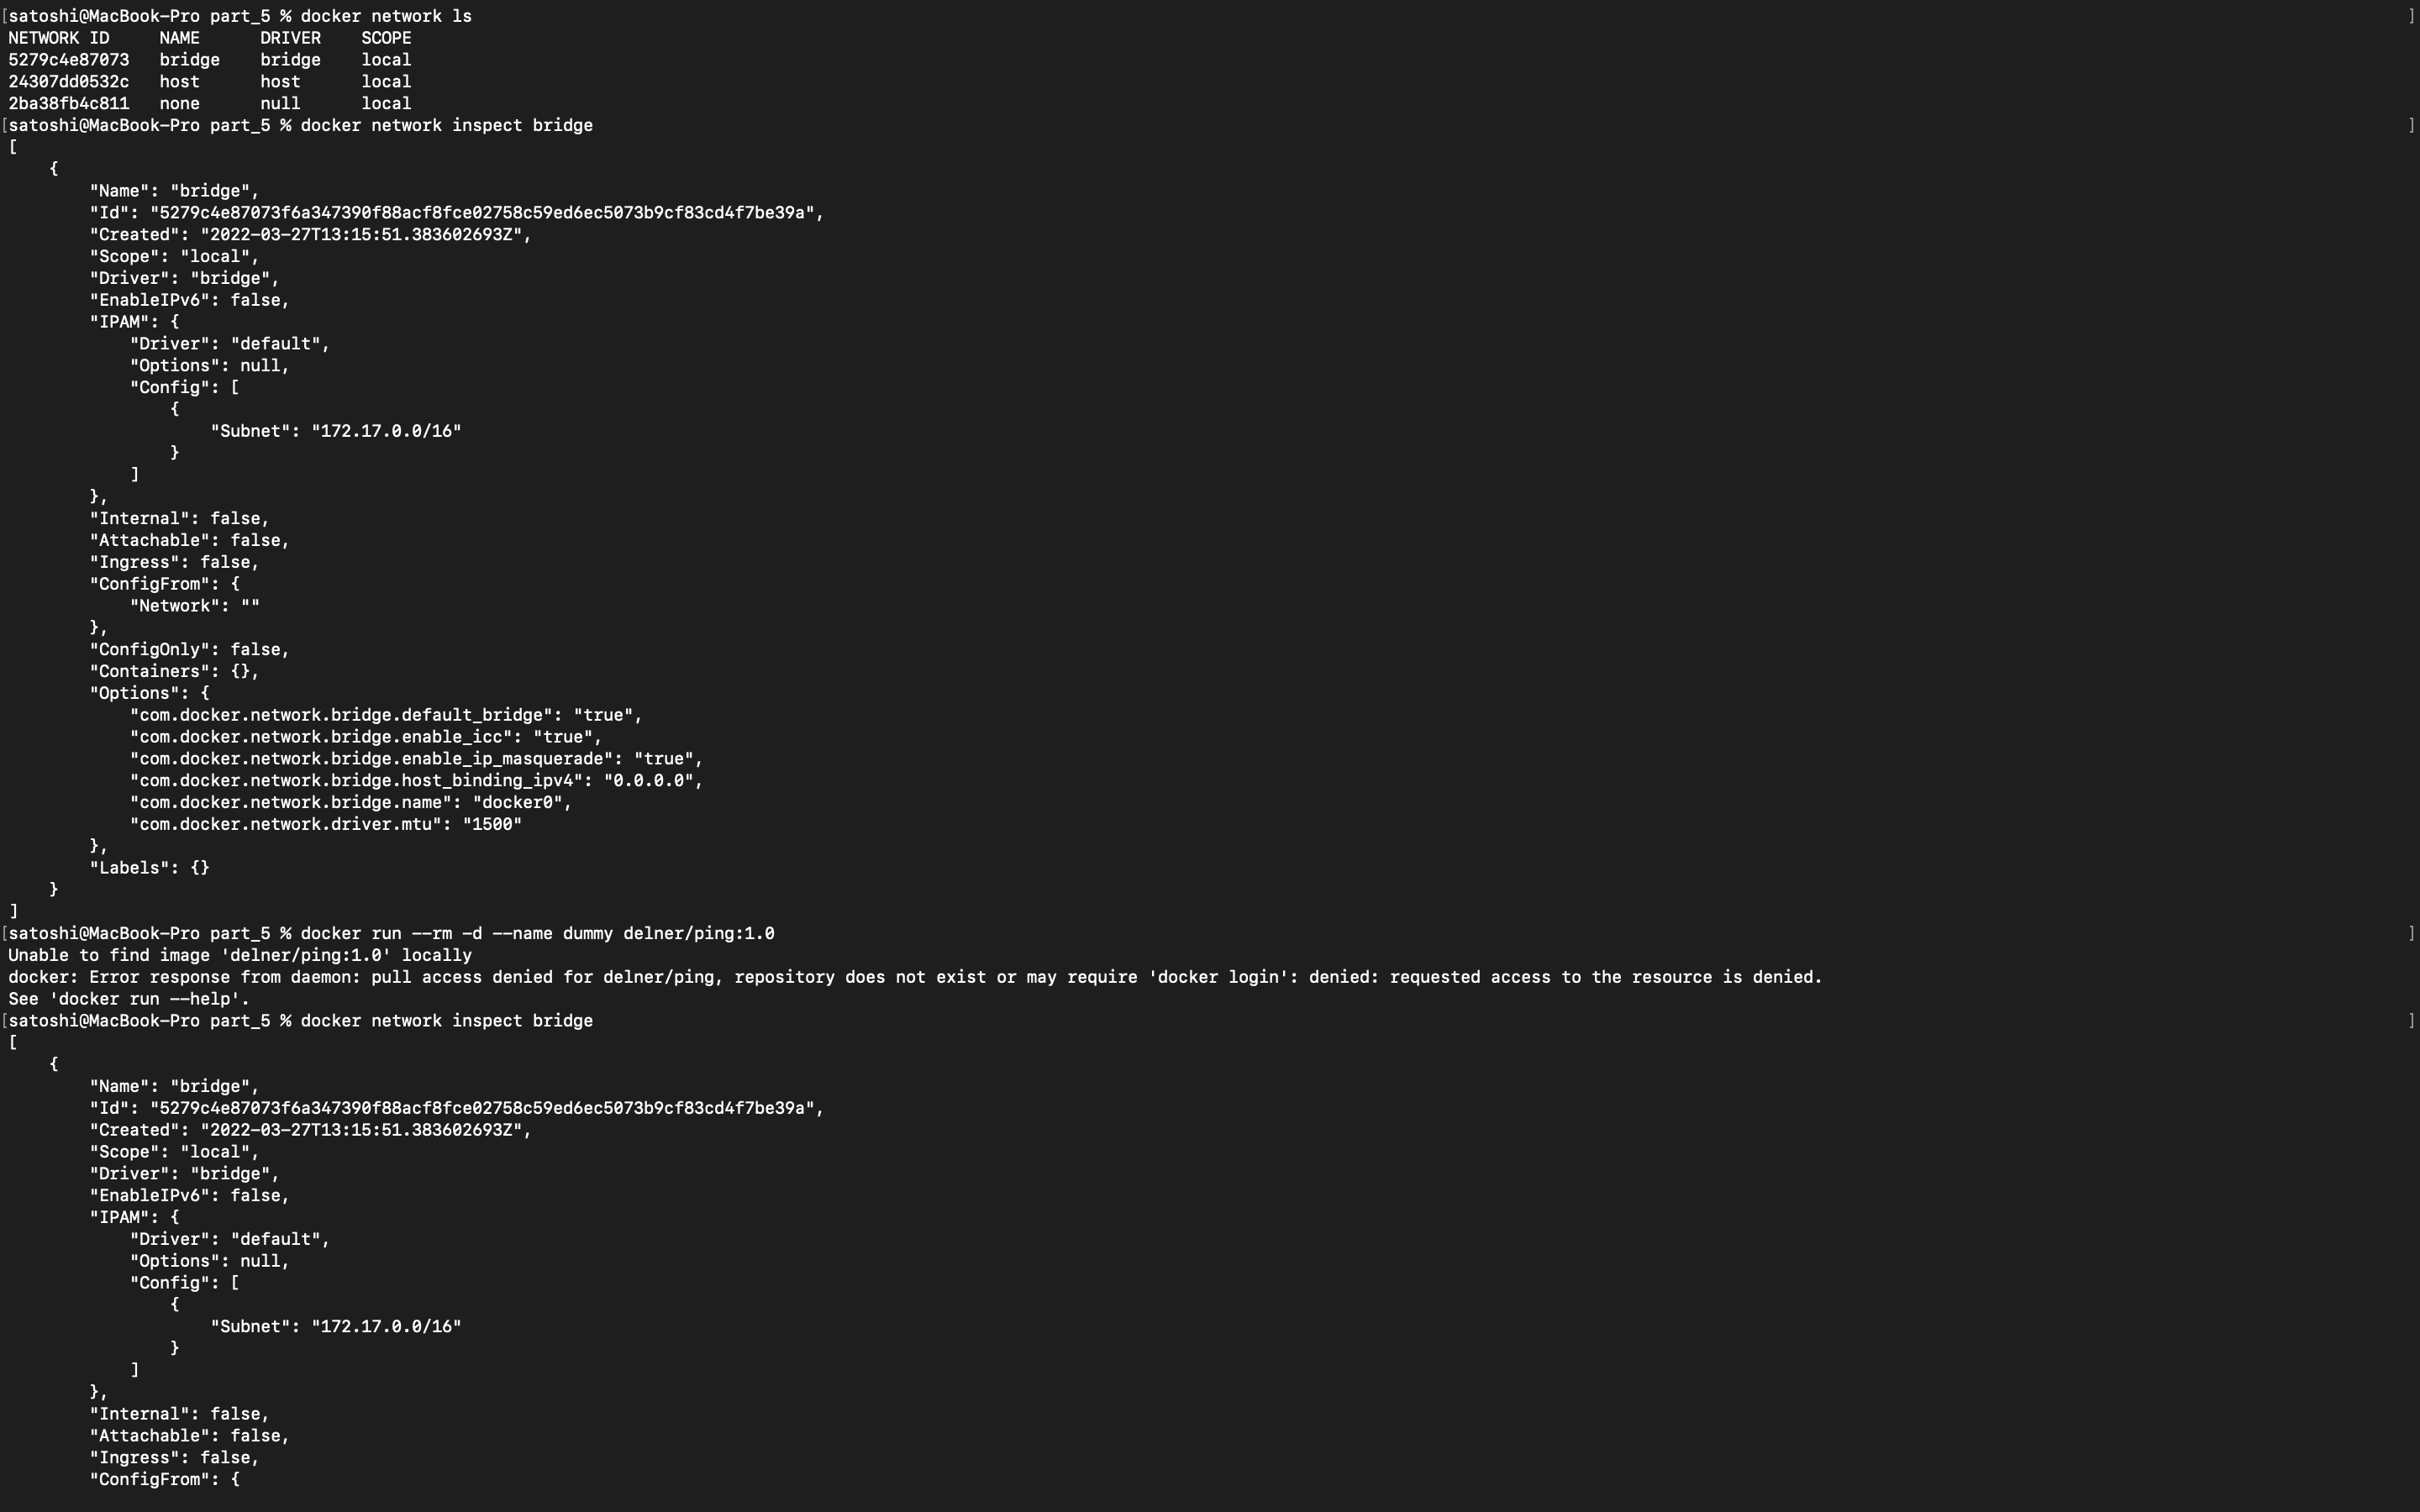 [satoshi@MacBook-Pro part_5 % docker network ls ]
NETWORK ID     NAME      DRIVER    SCOPE
5279c4e87073   bridge    bridge    local
24307dd0532c   host      host      local
2ba38fb4c811   none      null      local
[satoshi@MacBook-Pro part_5 % docker network inspect bridge ]
[
    {
        "Name": "bridge",
        "Id": "5279c4e87073f6a347390f88acf8fce02758c59ed6ec5073b9cf83cd4f7be39a",
        "Created": "2022-03-27T13:15:51.383602693Z",
        "Scope": "local",
        "Driver": "bridge",
        "EnableIPv6": false,
        "IPAM": {
            "Driver": "default",
            "Options": null,
            "Config": [
                {
                    "Subnet": "172.17.0.0/16"
                }
            ]
        },
        "Internal": false,
        "Attachable": false,
        "Ingress": false,
        "ConfigFrom": {
            "Network": ""
        },
        "ConfigOnly": false,
        "Containers": {},
        "Options": {
            "com.docker.network.bridge.default_bridge": "true",
            "com.docker.network.bridge.enable_icc": "true",
            "com.docker.network.bridge.enable_ip_masquerade": "true",
            "com.docker.network.bridge.host_binding_ipv4": "0.0.0.0",
            "com.docker.network.bridge.name": "docker0",
            "com.docker.network.driver.mtu": "1500"
        },
        "Labels": {}
    }
]
[satoshi@MacBook-Pro part_5 % docker run --rm -d --name dummy delner/ping:1.0 ]
Unable to find image 'delner/ping:1.0' locally
docker: Error response from daemon: pull access denied for delner/ping, repository does not exist or may require 'docker login': denied: requested access to the resource is denied.
See 'docker run --help'.
[satoshi@MacBook-Pro part_5 % docker network inspect bridge ]
[
    {
        "Name": "bridge",
        "Id": "5279c4e87073f6a347390f88acf8fce02758c59ed6ec5073b9cf83cd4f7be39a",
        "Created": "2022-03-27T13:15:51.383602693Z",
        "Scope": "local",
        "Driver": "bridge",
        "EnableIPv6": false,
        "IPAM": {
            "Driver": "default",
            "Options": null,
            "Config": [
                {
                    "Subnet": "172.17.0.0/16"
                }
            ]
        },
        "Internal": false,
        "Attachable": false,
        "Ingress": false,
        "ConfigFrom": {